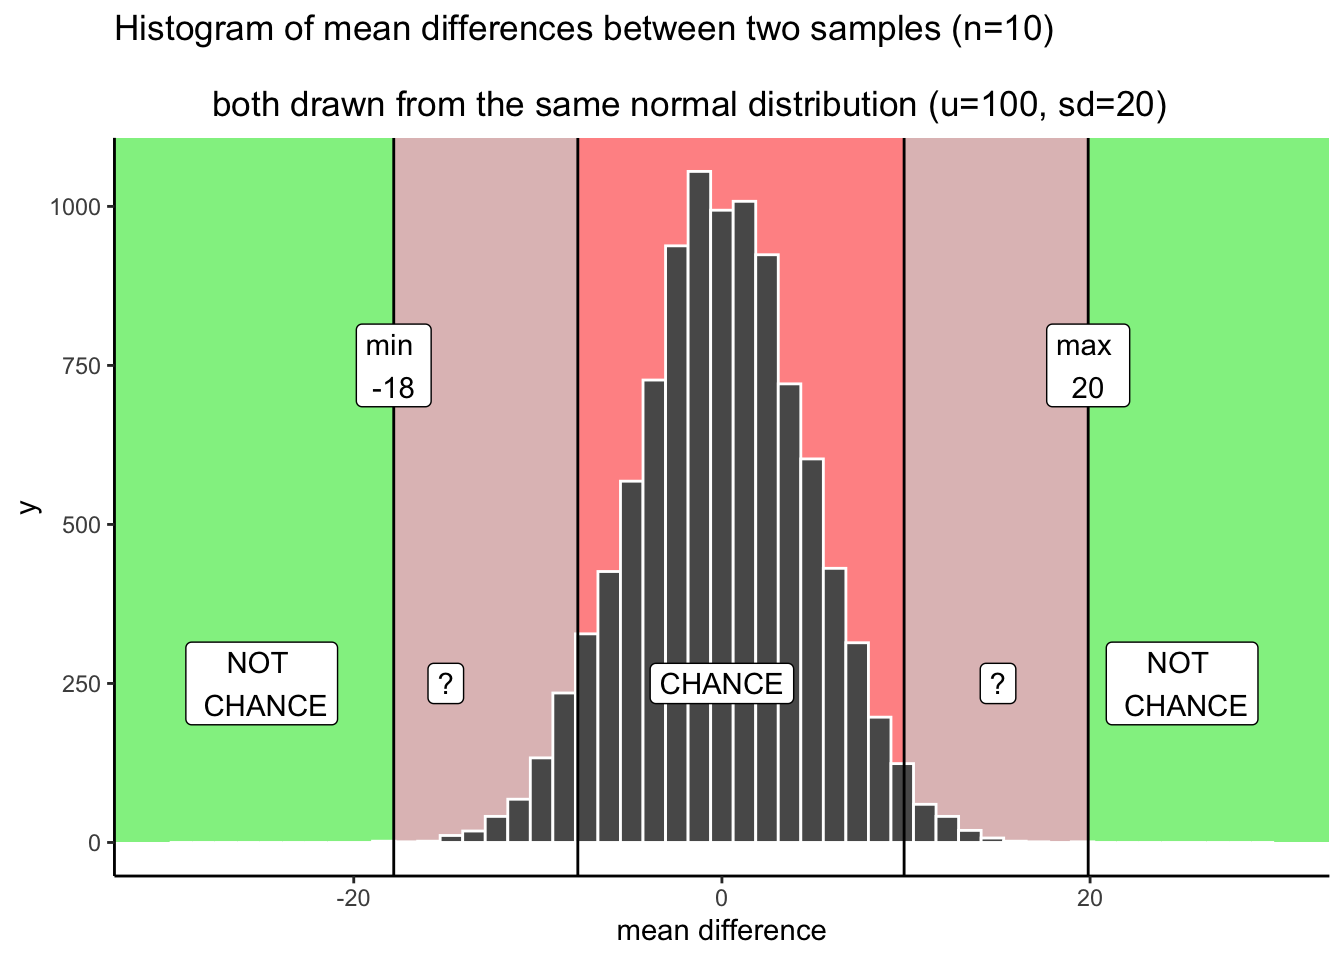 Histogram of mean differences between two samples (n=10)
both drawn from the same normal distribution (u=100, sd=20)
1000
750
500
250
0
y
min
-18
max
20
NOT
CHANCE
?
CHANCE
?
NOT
CHANCE
-20
0
20
mean difference